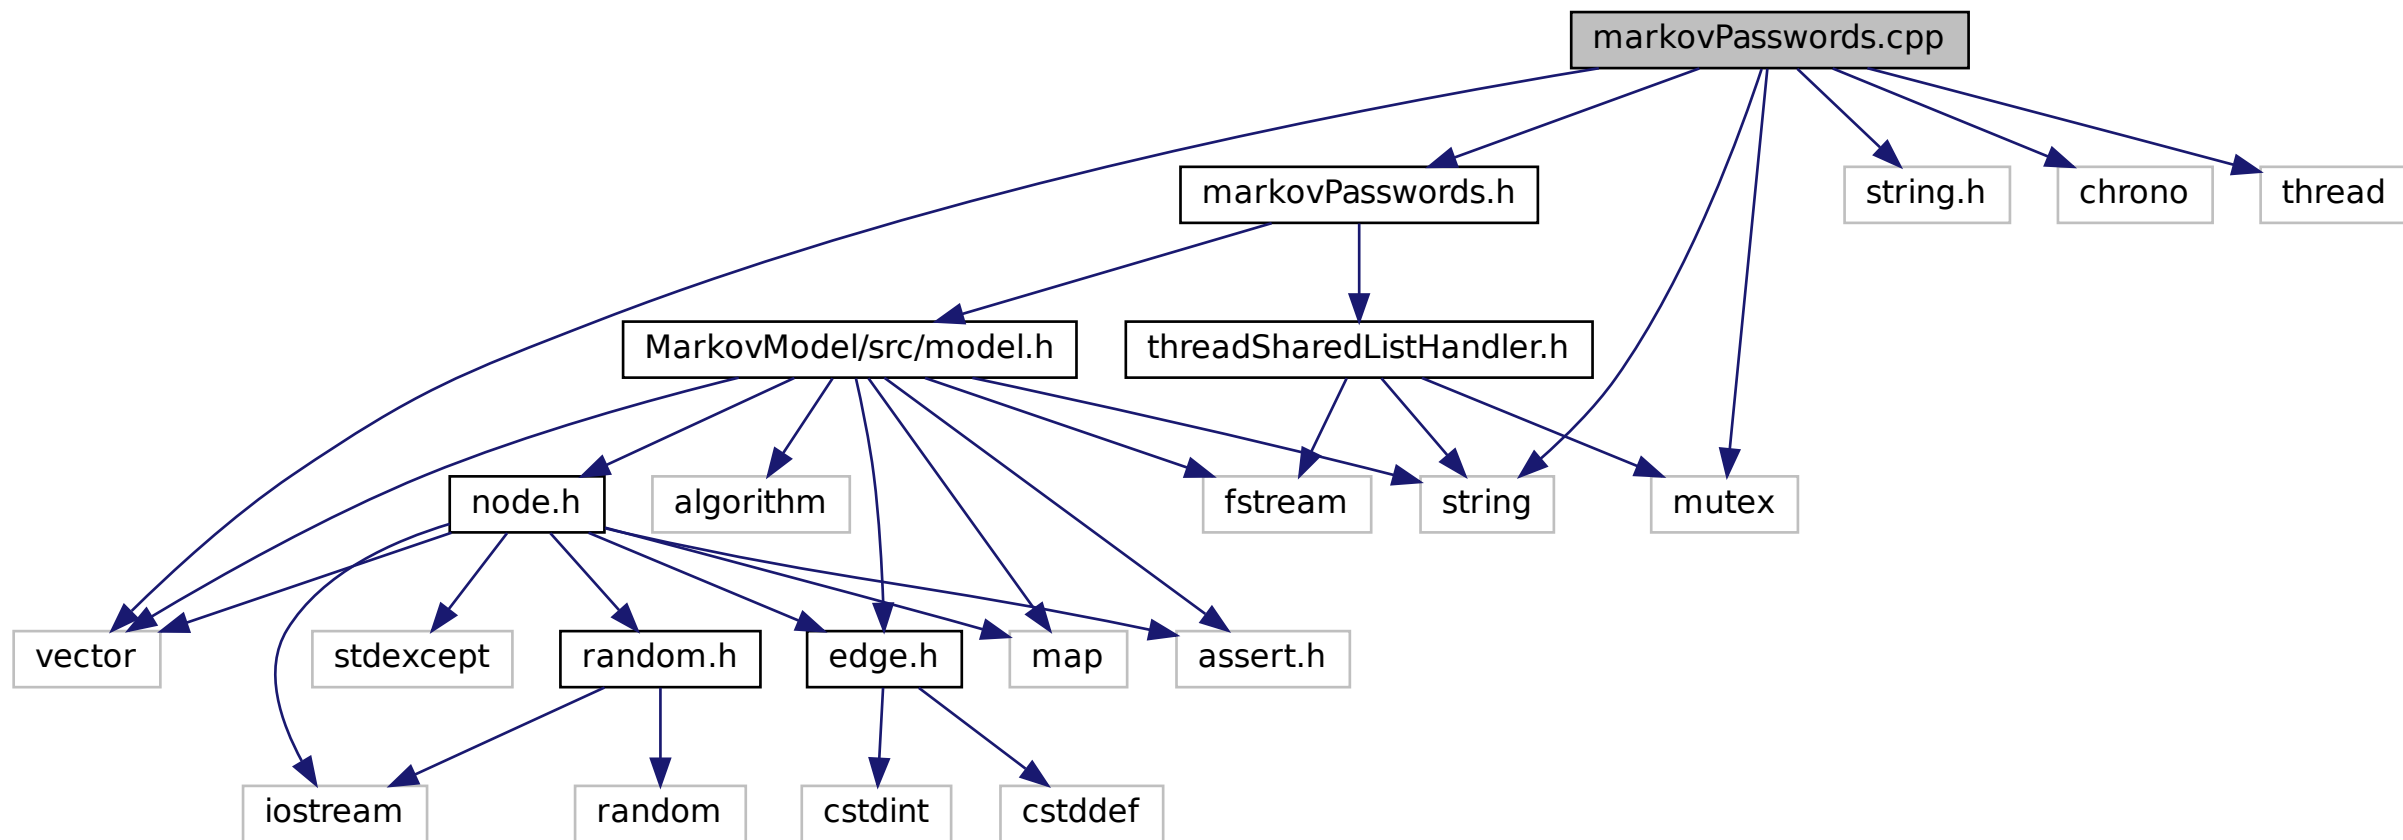 markovPasswords.cpp
markovPasswords.h
string.h
chrono
thread
MarkovModel/src/model.h
threadSharedListHandler.h
node.h
algorithm
fstream
string
mutex
vector
stdexcept
random.h
edge.h
map
assert.h
iostream
random
cstdint
cstddef